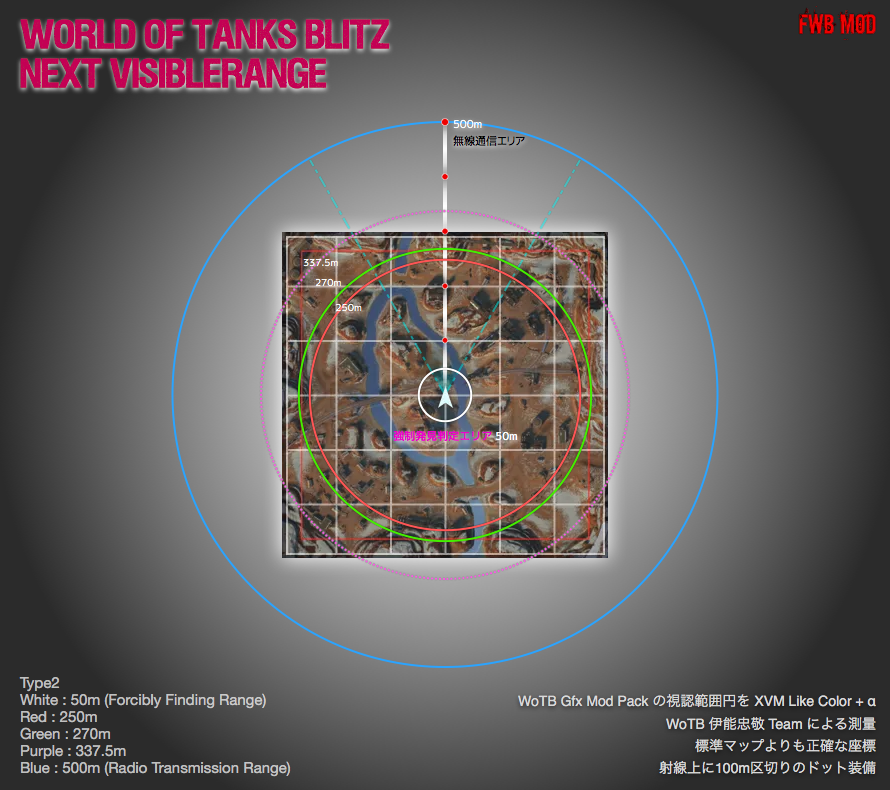 WORLD OF TANKS BLITZ
NEXT VISIBLERANGE
FWB MOD
500m
無線通信エリア
337.5m
270m
250m
強制発見判定エリア 50m
Type2
White : 50m (Forcibly Finding Range)
Red : 250m
Green : 270m
Purple : 337.5m
Blue : 500m (Radio Transmission Range)
WoTB Gfx Mod Pack の視認範囲円を XVM Like Color + α
WoTB 伊能忠敬 Team による測量
標準マップよりも正確な座標
射線上に100m区切りのドット装備